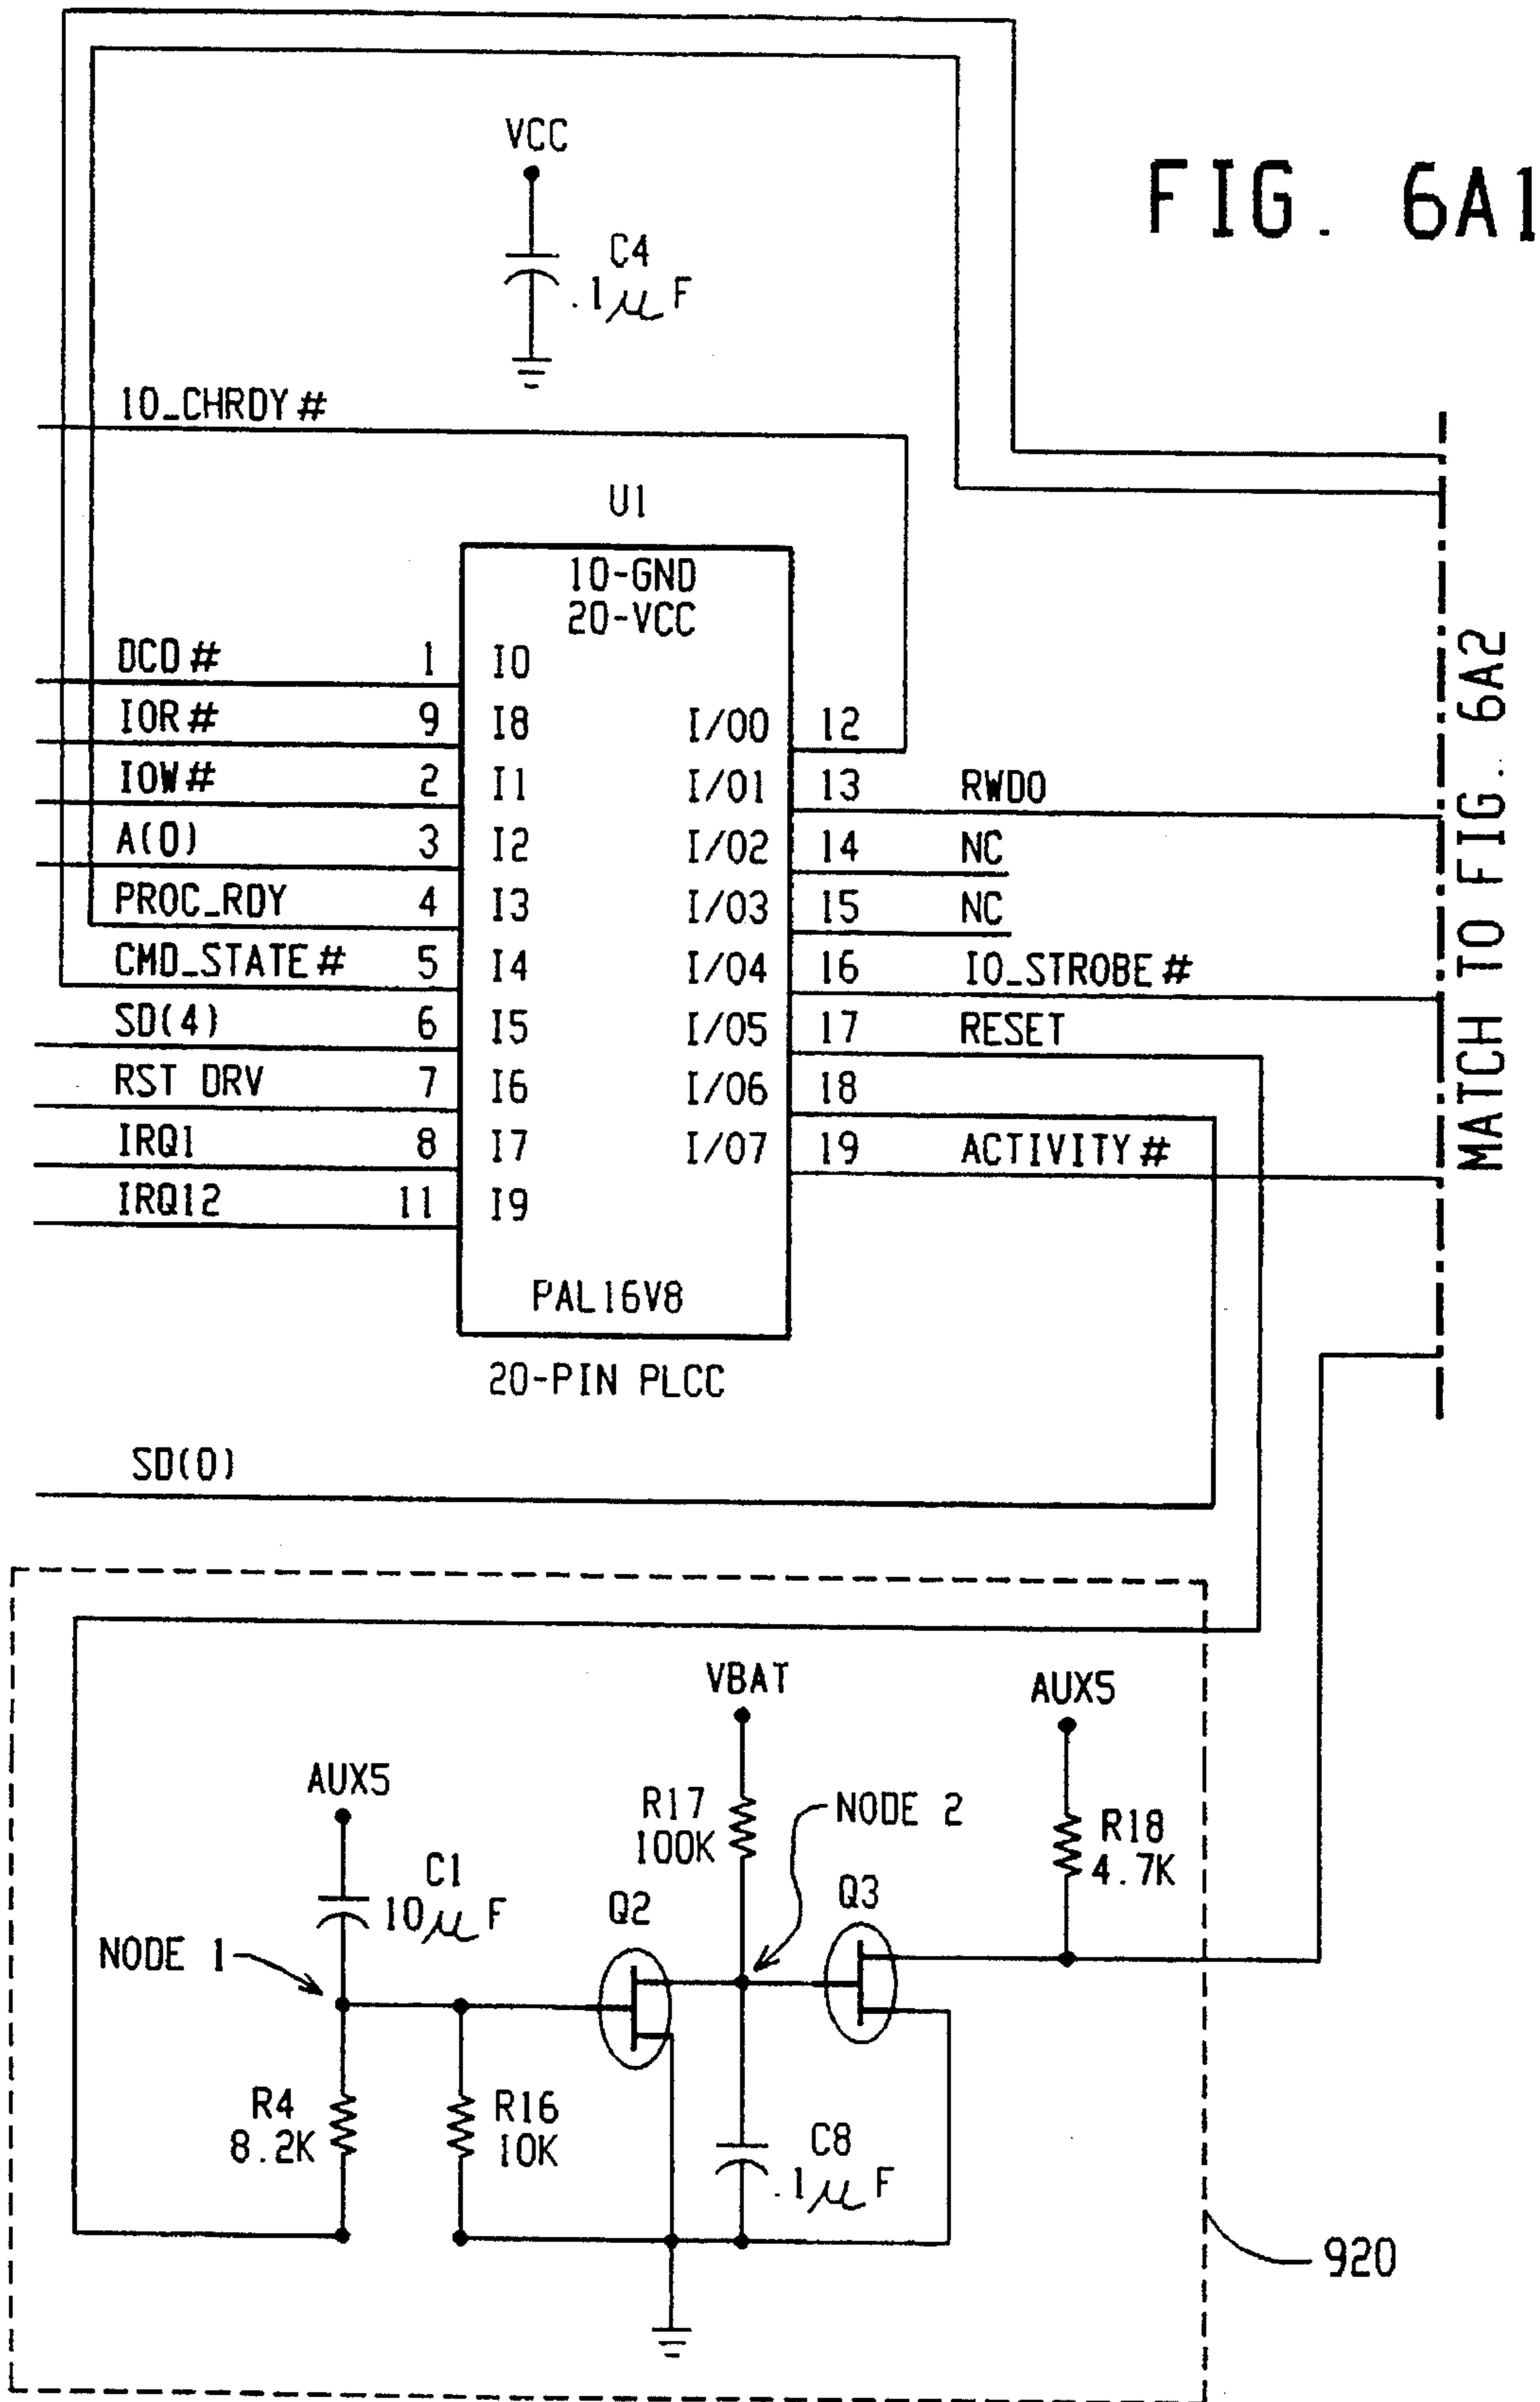 FIG. 6A1
VCC
C4
.1µF
10_CHRDY#
U1
10-GND
20-VCC
DCD# 1 I0
IOR# 9 I8 I/O0 12
IOW# 2 I1 I/O1 13 RWD0
A(0) 3 I2 I/O2 14 NC
PROC_RDY 4 I3 I/O3 15 NC
CMD_STATE# 5 I4 I/O4 16 IO_STROBE#
SD(4) 6 I5 I/O5 17 RESET
RST DRV 7 I6 I/O6 18
IRQ1 8 I7 I/O7 19 ACTIVITY#
IRQ12 11 I9
PAL16V8
20-PIN PLCC
MATCH TO FIG. 6A2
SD(0)
VBAT
AUX5
AUX5
R17
100K
NODE 2
R18
4.7K
C1
10µF
Q2
Q3
NODE 1
R4
8.2K
R16
10K
C8
.1µF
920